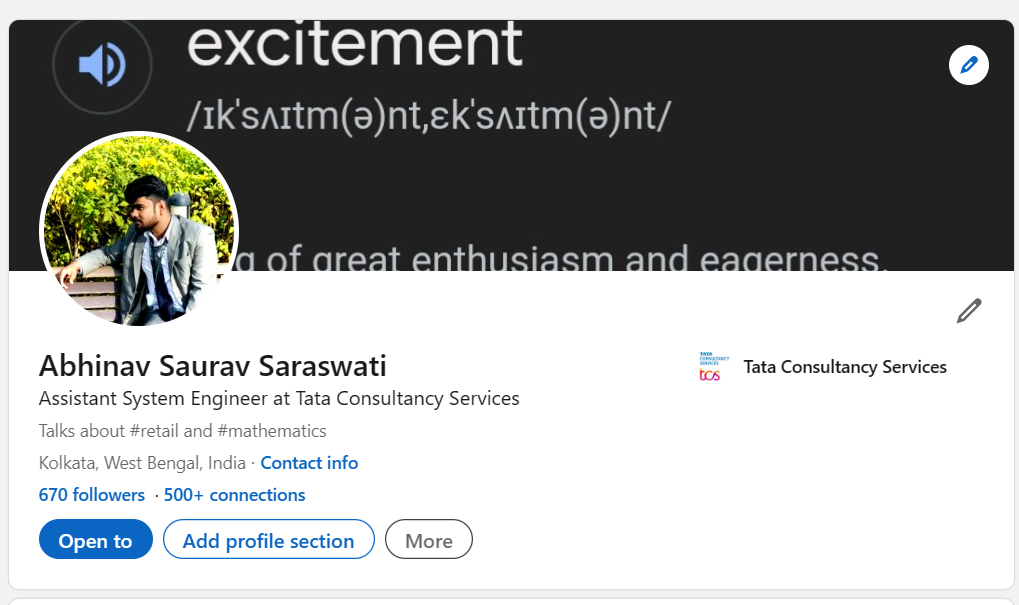 excitement
/ɪkˈsʌɪtm(ə)nt,ɛkˈsʌɪtm(ə)nt/
of great enthusiasm and eagerness.
Abhinav Saurav Saraswati
TATA
CONSULTANCY
SERVICES
tcs
Tata Consultancy Services
Assistant System Engineer at Tata Consultancy Services
Talks about #retail and #mathematics
Kolkata, West Bengal, India · Contact info
670 followers · 500+ connections
Open to
Add profile section
More